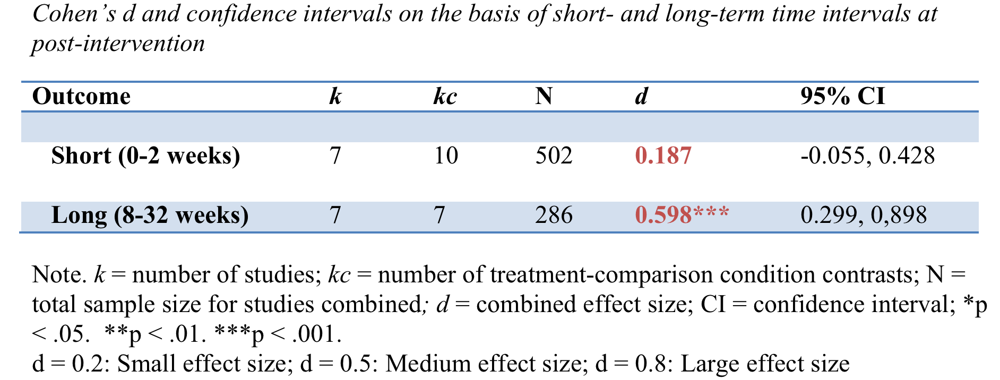 Cohen’s d and confidence intervals on the basis of short- and long-term time intervals at
post-intervention
Outcome k kc N d 95% CI
Short (0-2 weeks) 7 10 502 0.187 -0.055, 0.428
Long (8-32 weeks) 7 7 286 0.598*** 0.299, 0,898
Note. k = number of studies; kc = number of treatment-comparison condition contrasts; N =
total sample size for studies combined; d = combined effect size; CI = confidence interval; *p
< .05.  **p < .01. ***p < .001.
d = 0.2: Small effect size; d = 0.5: Medium effect size; d = 0.8: Large effect size